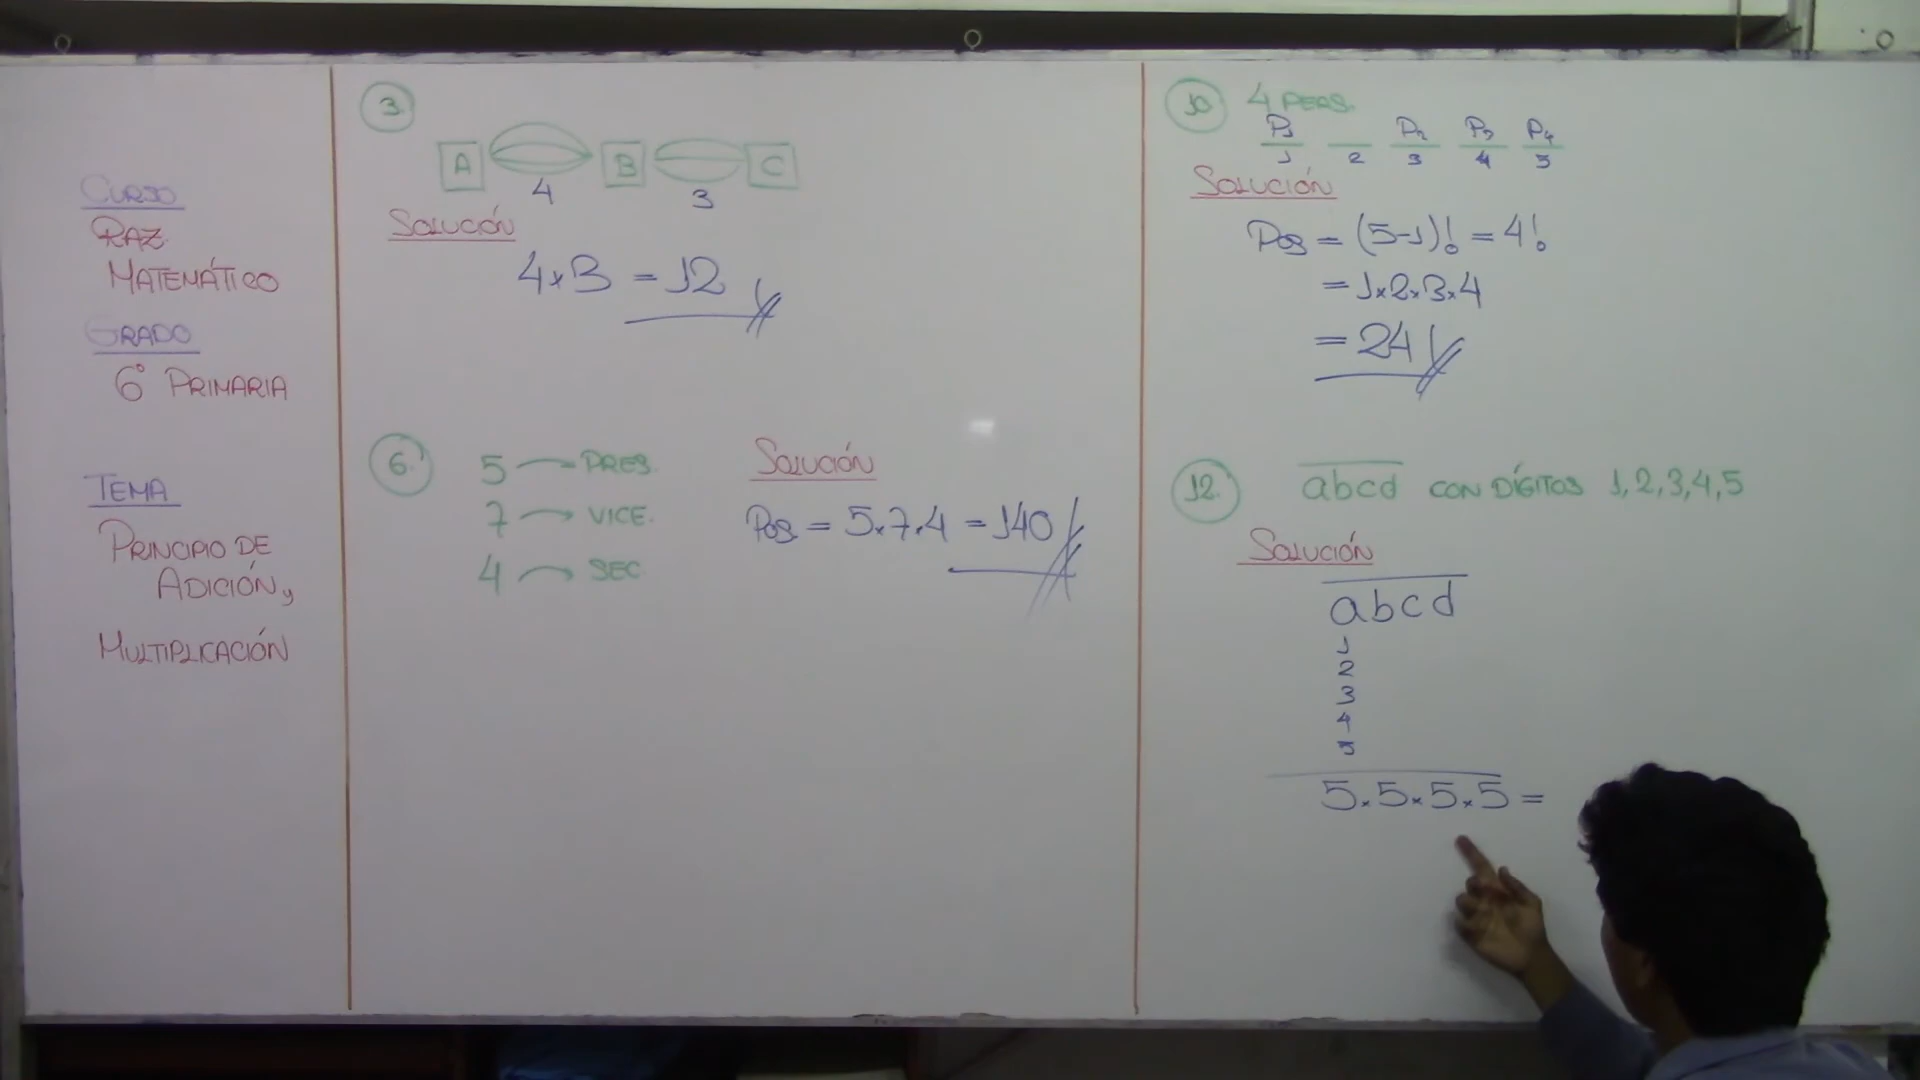 CURSO
RAZ.
MATEMÁTICO
GRADO
6° PRIMARIA
TEMA
PRINCIPIO DE
ADICIÓN y
MULTIPLICACIÓN
3
A B C
4 3
SOLUCIÓN
4 x 3 = 12
6.
5 PRES.
7 → VICE.
4 → SEC
SOLUCIÓN
Pos = 5.7.4 = 140
10 4 PERS.
P1 P2 P3 P4
1 2 3 4 5
SOLUCIÓN
Pos = (5-1)! = 4!
= 1x2x3x4
= 24
12. abcd CON DÍGITOS 1,2,3,4,5
SOLUCIÓN
abcd
1
2
3
4
5
5 x 5 x 5 x 5 =